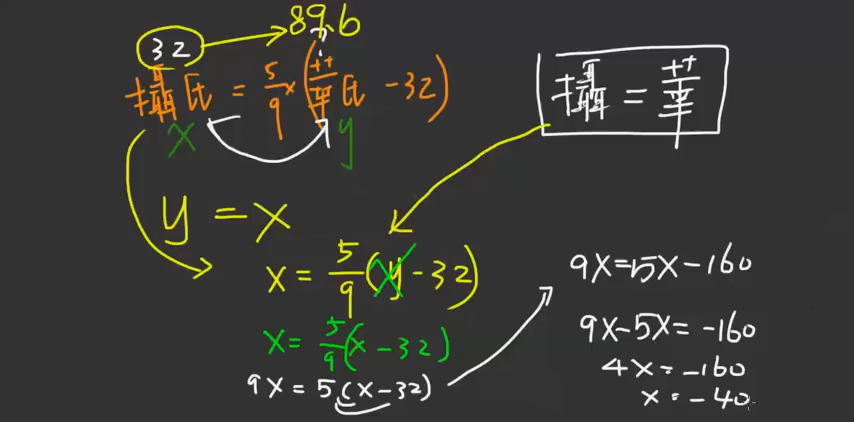 32 → 89.6
攝氏 = 5/9 × (華氏 - 32)
x y
攝 = 華
y = x
x = 5/9 (y - 32)
x = 5/9 (x - 32)
9x = 5(x - 32)
9x = 5x - 160
9x - 5x = -160
4x = -160
x = -40